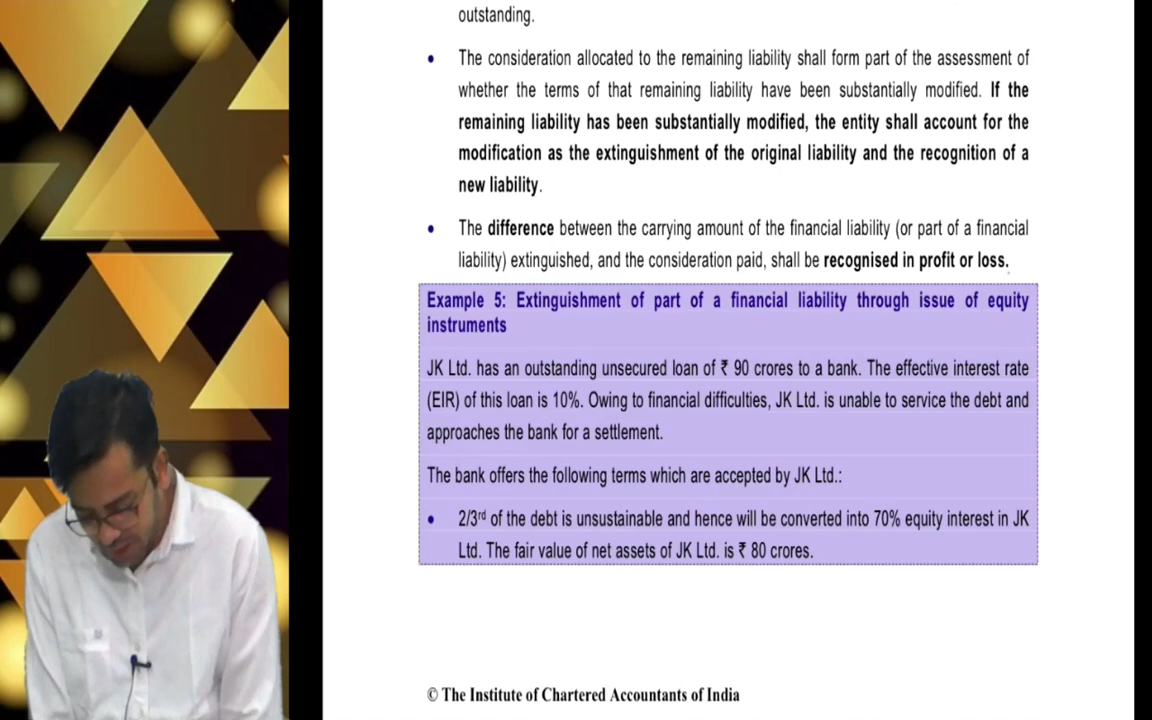 outstanding.
• The consideration allocated to the remaining liability shall form part of the assessment of
whether the terms of that remaining liability have been substantially modified. If the
remaining liability has been substantially modified, the entity shall account for the
modification as the extinguishment of the original liability and the recognition of a
new liability.
• The difference between the carrying amount of the financial liability (or part of a financial
liability) extinguished, and the consideration paid, shall be recognised in profit or loss.
Example 5: Extinguishment of part of a financial liability through issue of equity
instruments
JK Ltd. has an outstanding unsecured loan of ₹ 90 crores to a bank. The effective interest rate
(EIR) of this loan is 10%. Owing to financial difficulties, JK Ltd. is unable to service the debt and
approaches the bank for a settlement.
The bank offers the following terms which are accepted by JK Ltd.:
• 2/3rd of the debt is unsustainable and hence will be converted into 70% equity interest in JK
Ltd. The fair value of net assets of JK Ltd. is ₹ 80 crores.
© The Institute of Chartered Accountants of India